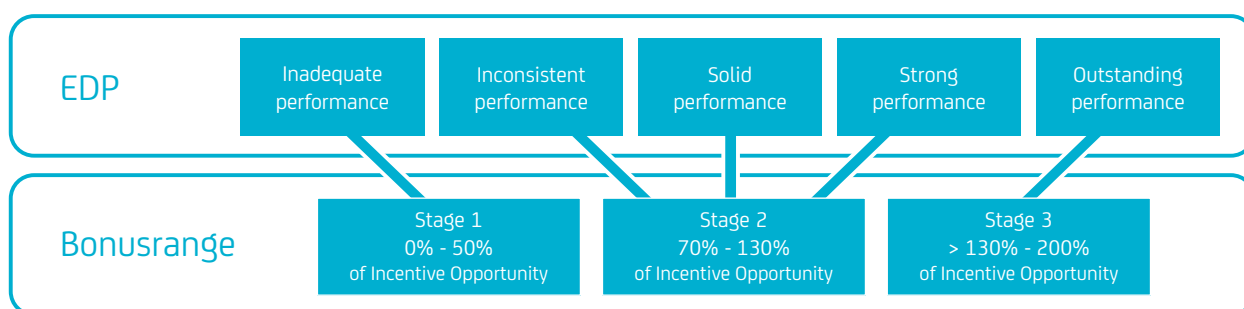 EDP
Inadequate
performance
Inconsistent
performance
Solid
performance
Strong
performance
Outstanding
performance
Bonusrange
Stage 1
0% - 50%
of Incentive Opportunity
Stage 2
70% - 130%
of Incentive Opportunity
Stage 3
> 130% - 200%
of Incentive Opportunity